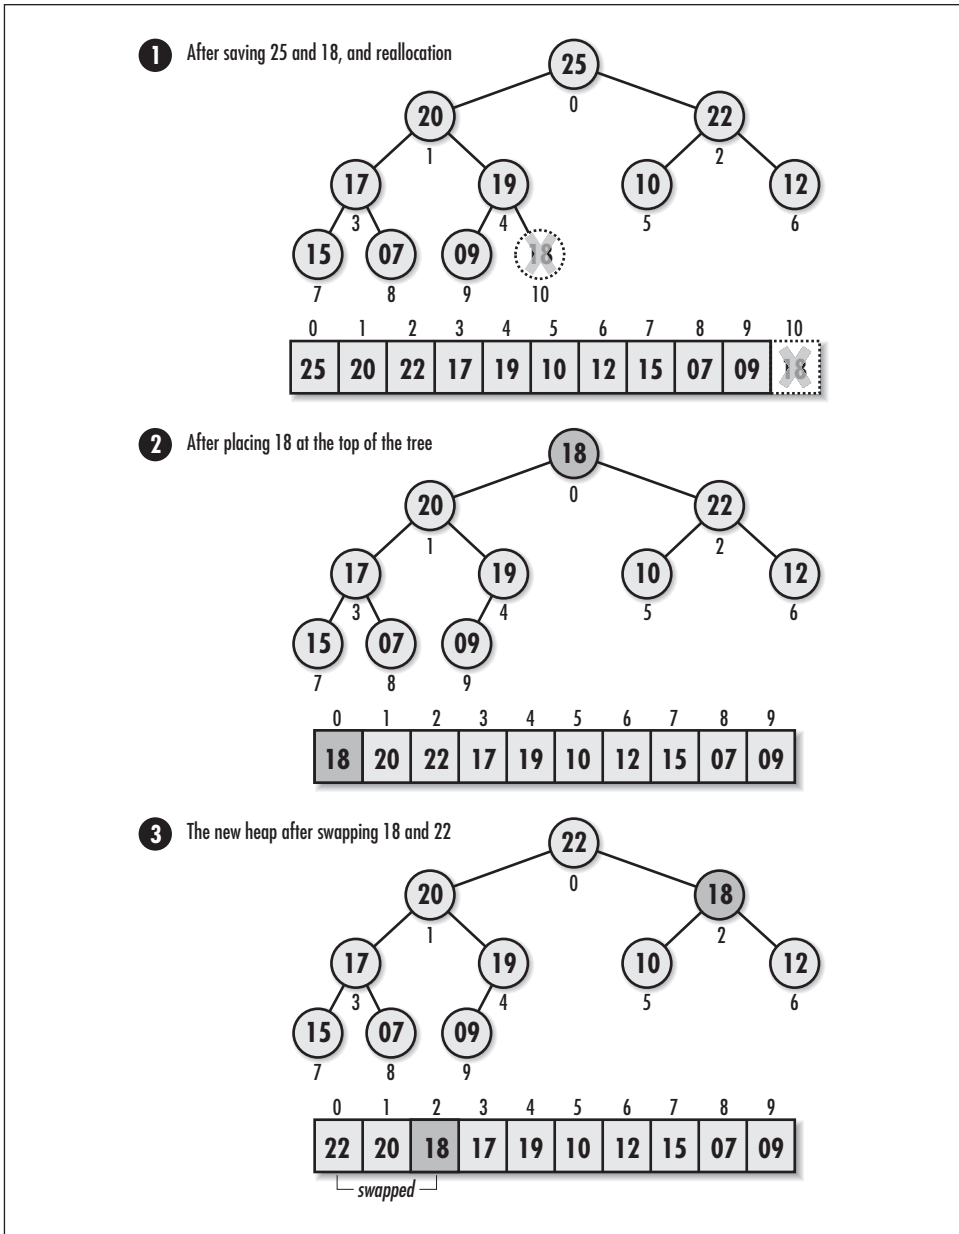 1 After saving 25 and 18, and reallocation
25
0
20 22
1 2
17 19 10 12
3 4 5 6
15 07 09 18
7 8 9 10
0 1 2 3 4 5 6 7 8 9 10
25 20 22 17 19 10 12 15 07 09 18
2 After placing 18 at the top of the tree
18
0
20 22
1 2
17 19 10 12
3 4 5 6
15 07 09
7 8 9
0 1 2 3 4 5 6 7 8 9
18 20 22 17 19 10 12 15 07 09
3 The new heap after swapping 18 and 22
22
0
20 18
1 2
17 19 10 12
3 4 5 6
15 07 09
7 8 9
0 1 2 3 4 5 6 7 8 9
22 20 18 17 19 10 12 15 07 09
swapped